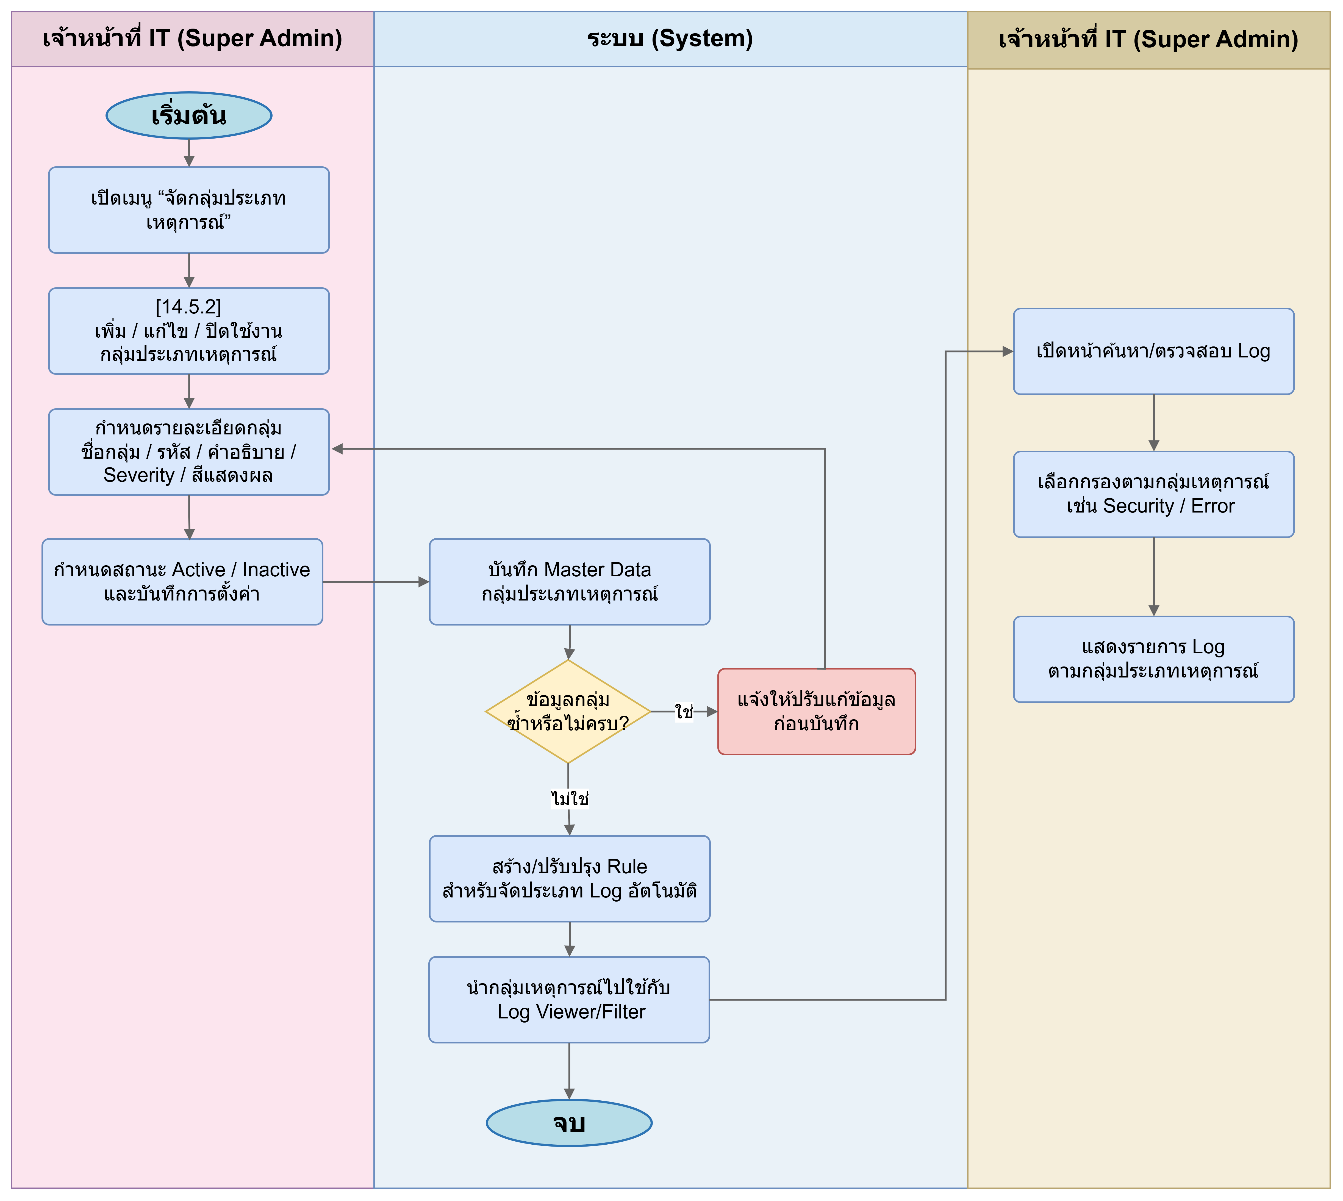 เจ้าหน้าที่ IT (Super Admin)
ระบบ (System)
เจ้าหน้าที่ IT (Super Admin)
เริ่มต้น
เปิดเมนู “จัดกลุ่มประเภท
เหตุการณ์”
[14.5.2]
เพิ่ม / แก้ไข / ปิดใช้งาน
กลุ่มประเภทเหตุการณ์
กำหนดรายละเอียดกลุ่ม
ชื่อกลุ่ม / รหัส / คำอธิบาย /
Severity / สีแสดงผล
กำหนดสถานะ Active / Inactive
และบันทึกการตั้งค่า
บันทึก Master Data
กลุ่มประเภทเหตุการณ์
ข้อมูลกลุ่ม
ซ้ำหรือไม่ครบ?
ใช่
แจ้งให้ปรับแก้ข้อมูล
ก่อนบันทึก
ไม่ใช่
สร้าง/ปรับปรุง Rule
สำหรับจัดประเภท Log อัตโนมัติ
นำกลุ่มเหตุการณ์ไปใช้กับ
Log Viewer/Filter
จบ
เปิดหน้าค้นหา/ตรวจสอบ Log
เลือกกรองตามกลุ่มเหตุการณ์
เช่น Security / Error
แสดงรายการ Log
ตามกลุ่มประเภทเหตุการณ์